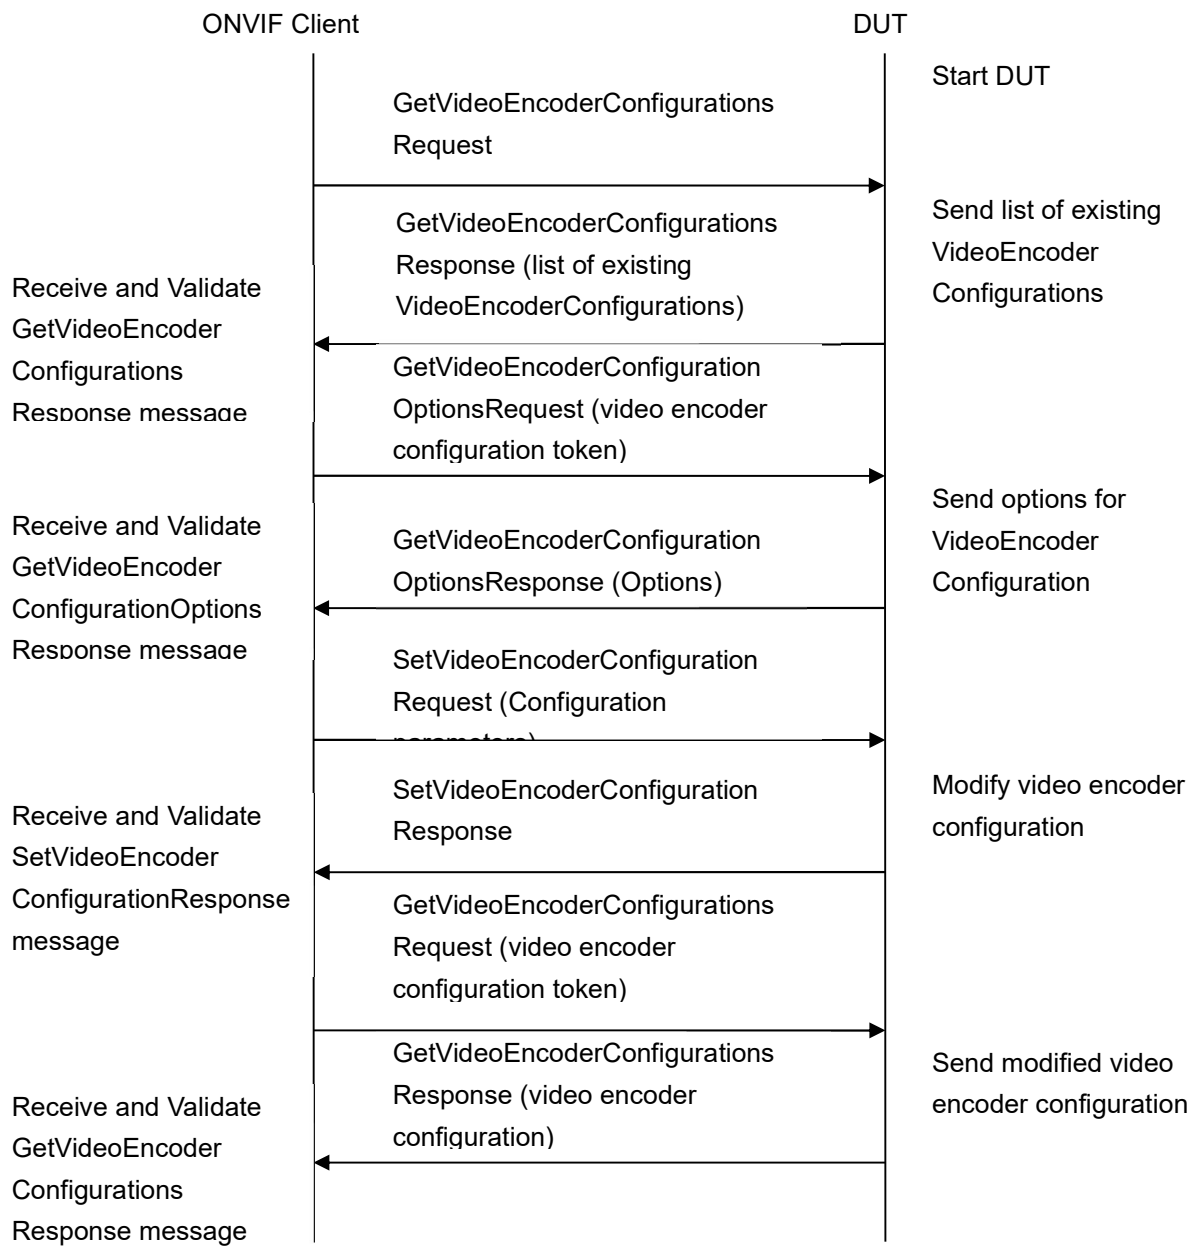 ONVIF Client
DUT
Start DUT
GetVideoEncoderConfigurations
Request
Send list of existing
VideoEncoder
Configurations
GetVideoEncoderConfigurations
Response (list of existing
VideoEncoderConfigurations)
Receive and Validate
GetVideoEncoder
Configurations
Response message
GetVideoEncoderConfiguration
OptionsRequest (video encoder
configuration token)
Send options for
VideoEncoder
Configuration
GetVideoEncoderConfiguration
OptionsResponse (Options)
Receive and Validate
GetVideoEncoder
ConfigurationOptions
Response message
SetVideoEncoderConfiguration
Request (Configuration
parameters)
Modify video encoder
configuration
SetVideoEncoderConfiguration
Response
Receive and Validate
SetVideoEncoder
ConfigurationResponse
message
GetVideoEncoderConfigurations
Request (video encoder
configuration token)
Send modified video
encoder configuration
GetVideoEncoderConfigurations
Response (video encoder
configuration)
Receive and Validate
GetVideoEncoder
Configurations
Response message